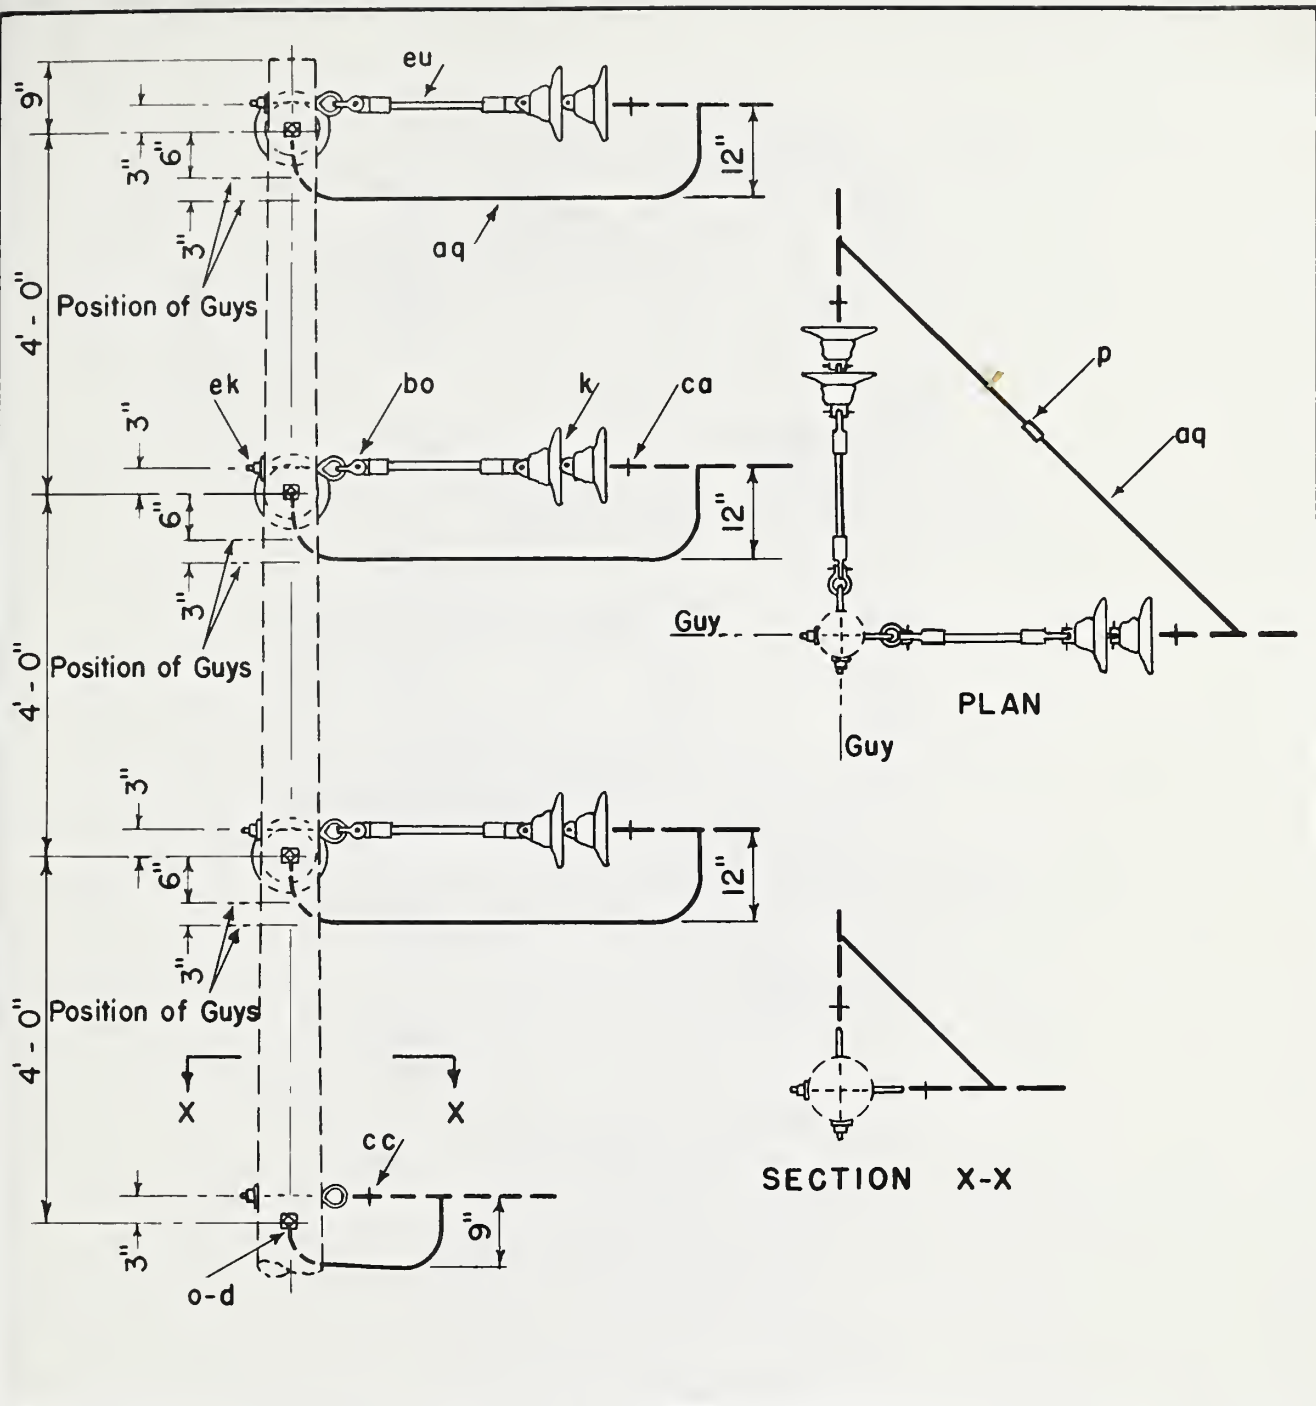 eu
9"
3"
6"
12"
3"
aq
4'-0"
Position of Guys
p
ek
bo
k
ca
3"
aq
6"
12"
3"
Guy
4'-0"
Position of Guys
PLAN
Guy
3"
6"
12"
3"
4'-0"
Position of Guys
X
X
cc
SECTION X-X
9"
3"
o-d